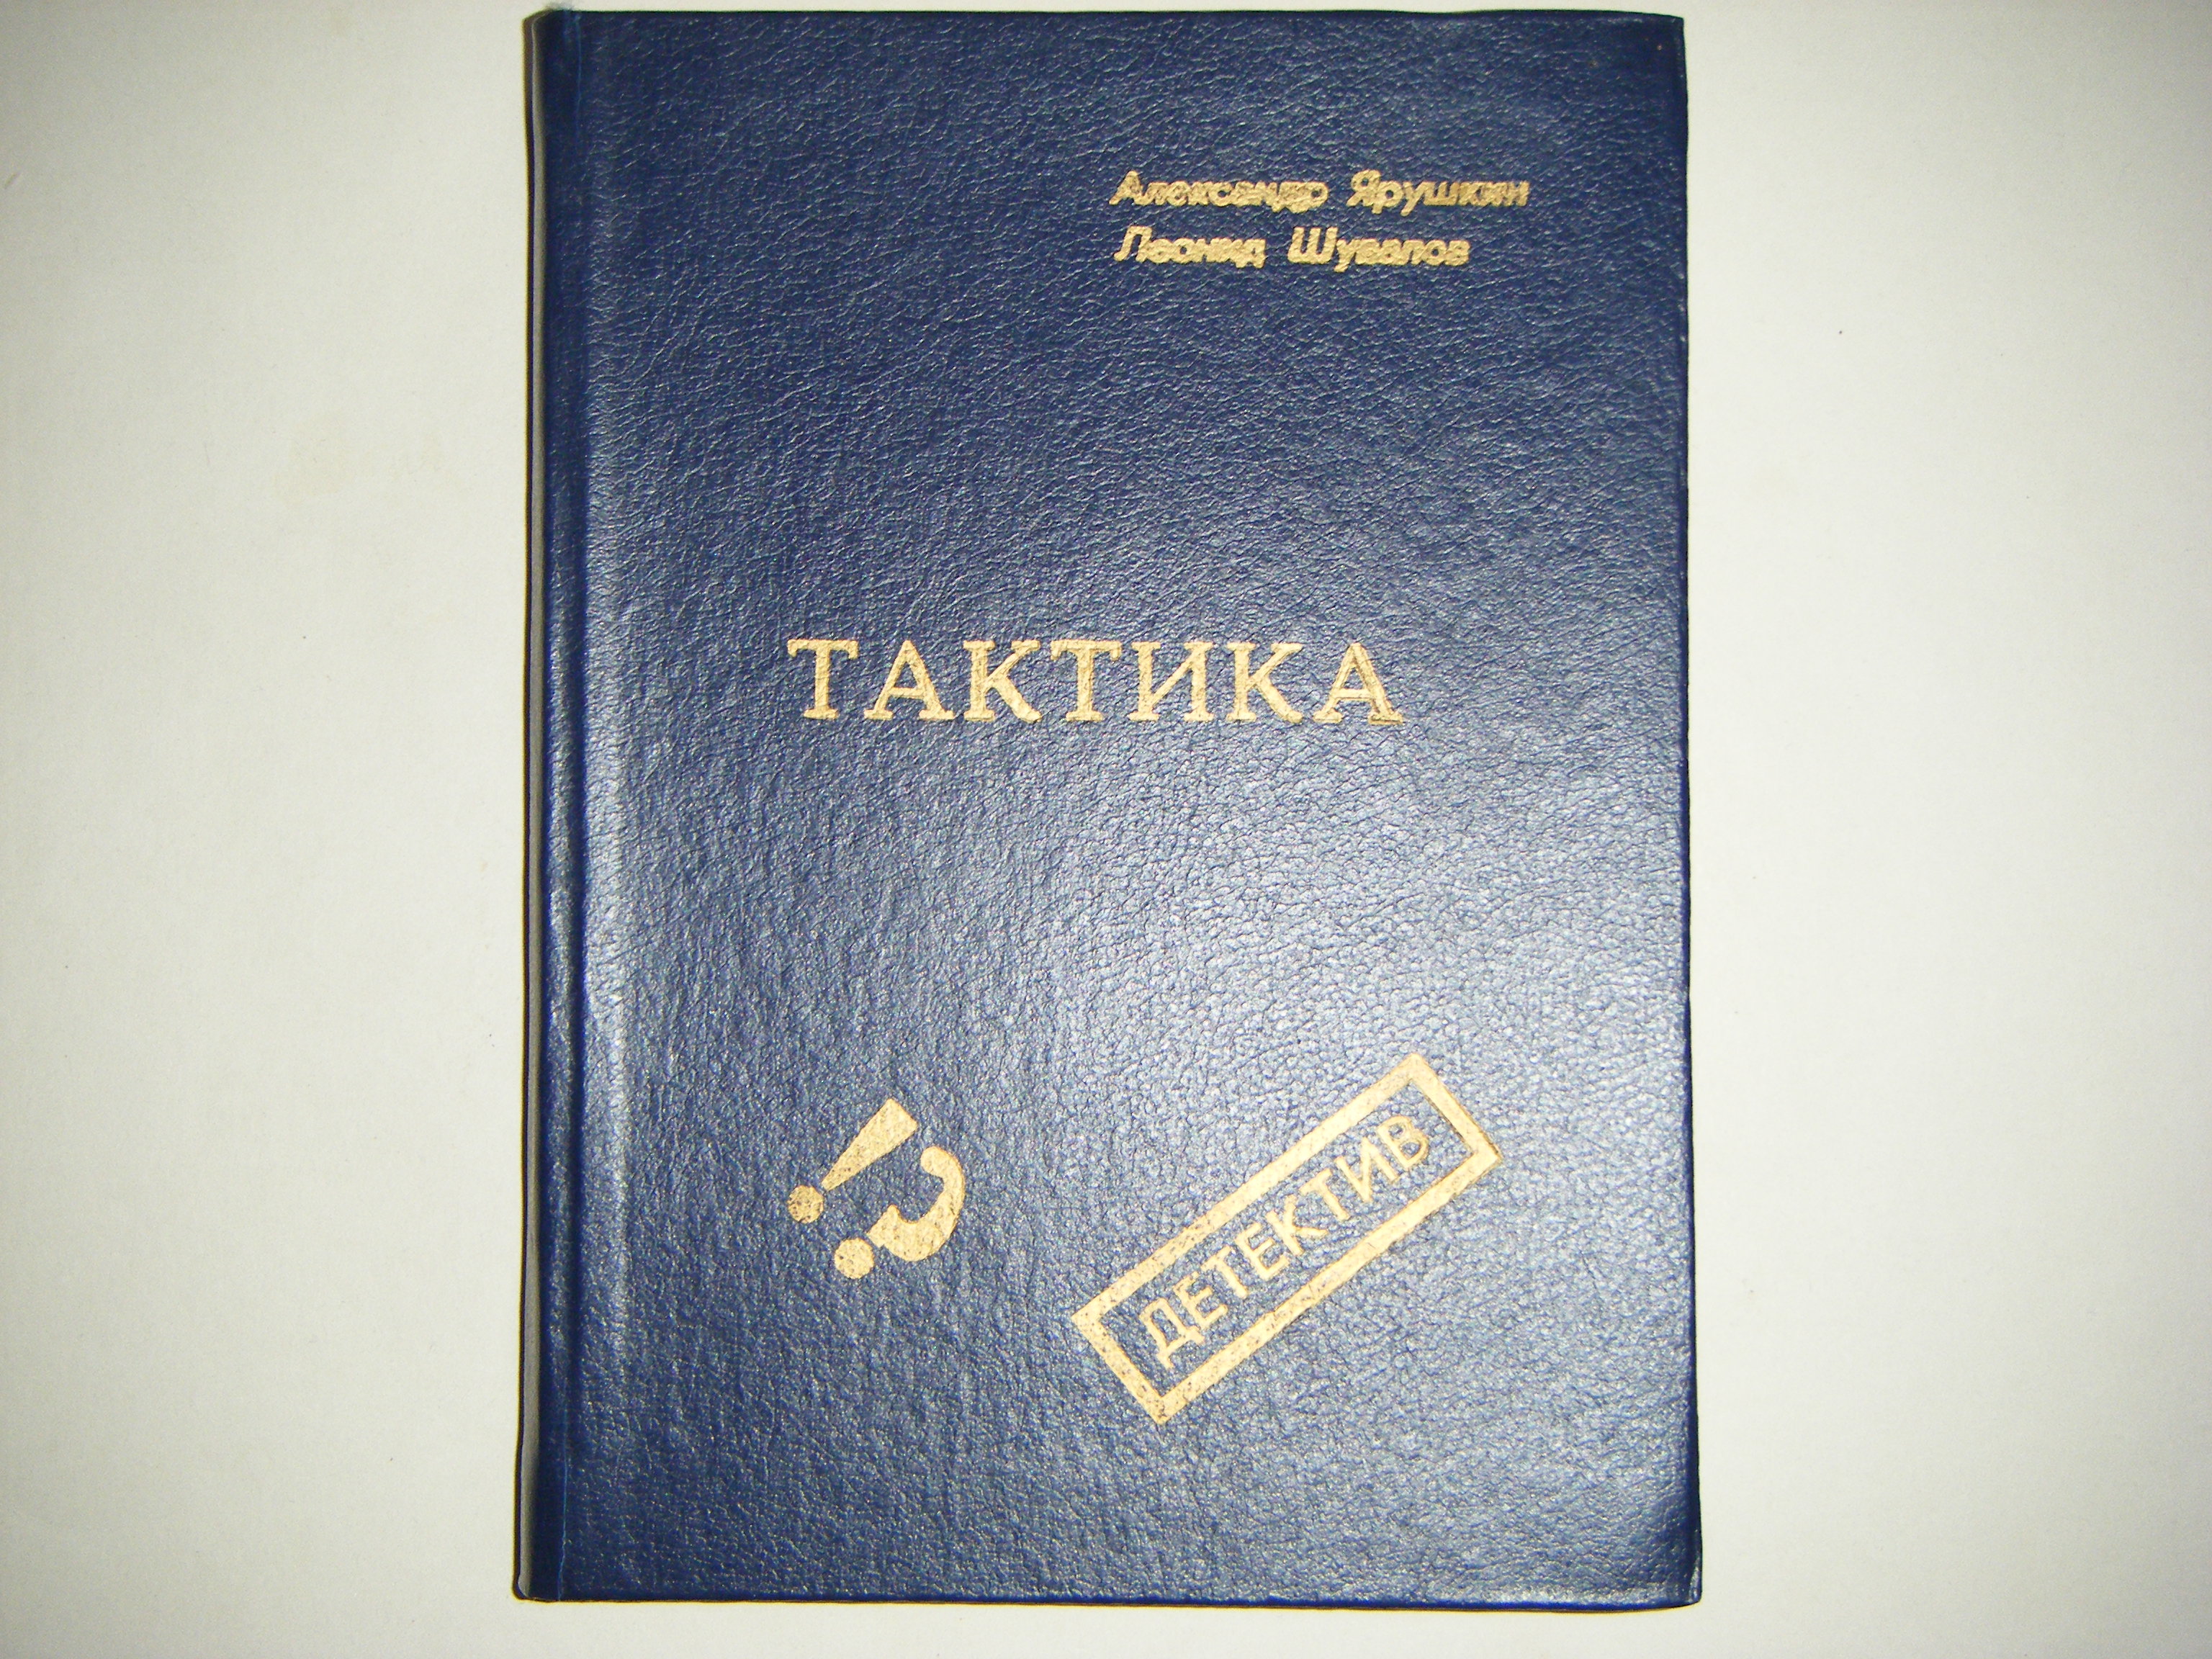 Александр Ярушкин
Леонид Шувалов
ТАКТИКА
!?
ДЕТЕКТИВ